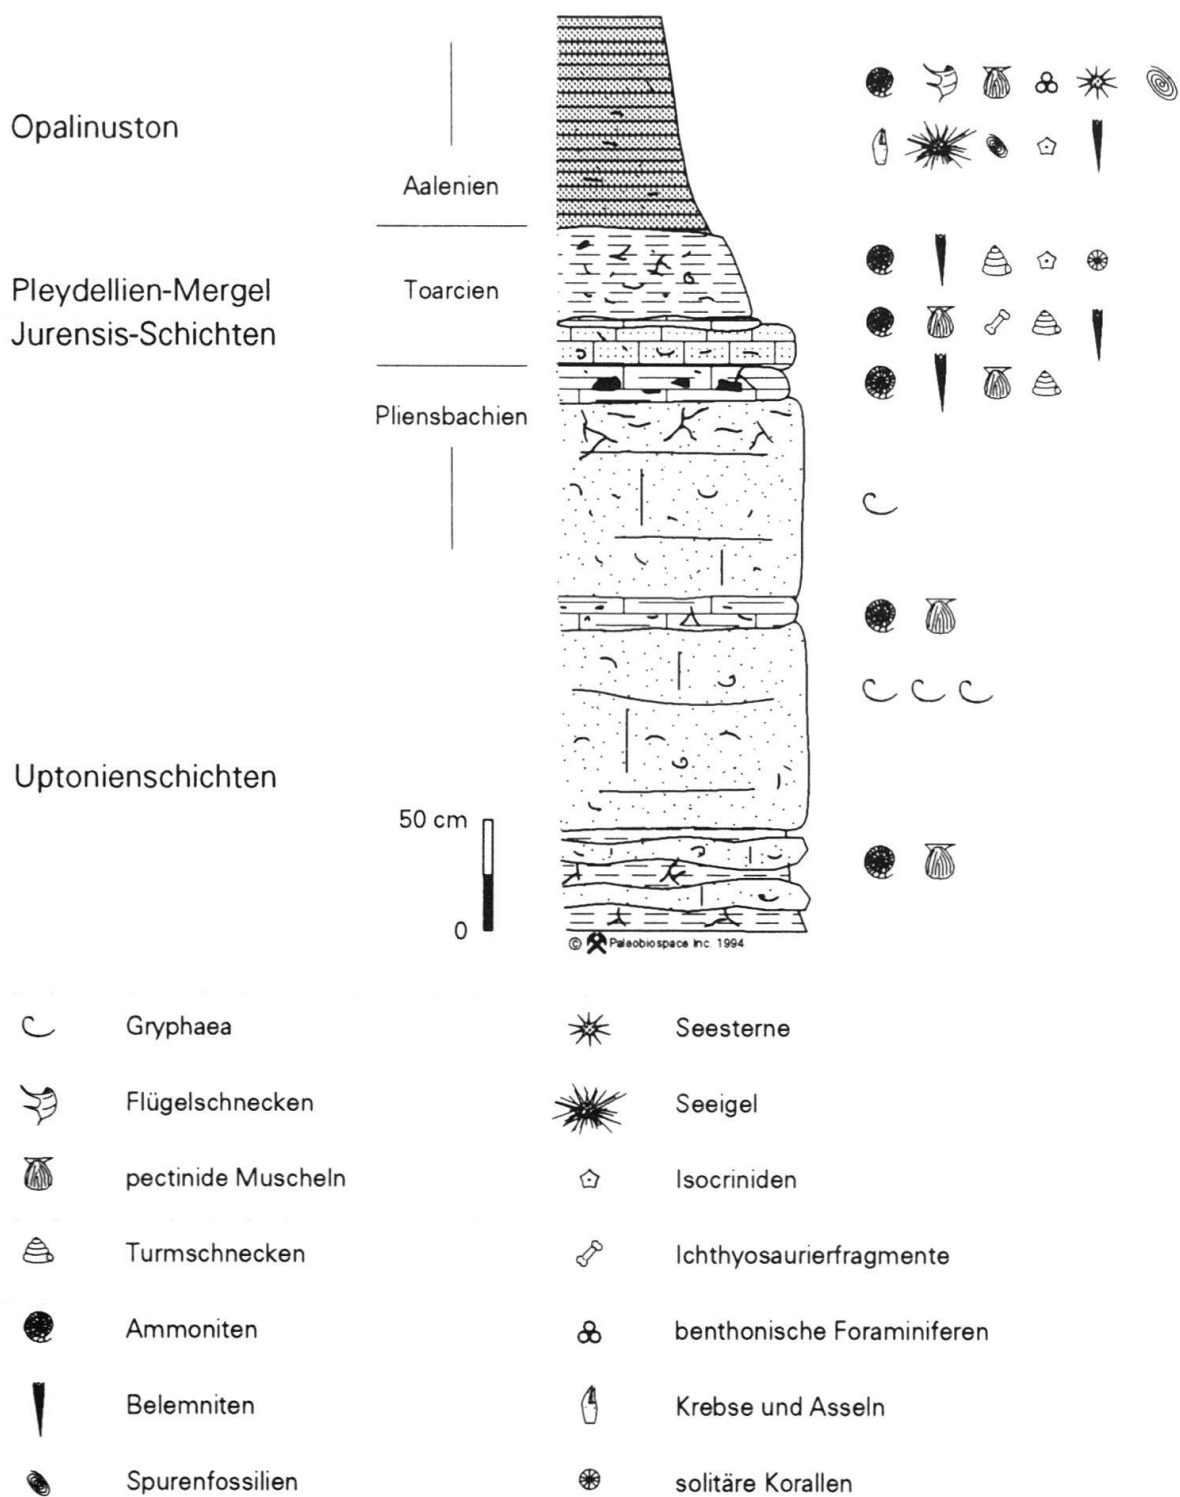 Opalinuston
Aalenien
Pleydellien-Mergel
Jurensis-Schichten
Toarcien
Pliensbachien
Uptonienschichten
50 cm
0
© Paleobiospace Inc. 1994
Gryphaea
Seesterne
Flügelschnecken
Seeigel
pectinide Muscheln
Isocriniden
Turmschnecken
Ichthyosaurierfragmente
Ammoniten
benthonische Foraminiferen
Belemniten
Krebse und Asseln
Spurenfossilien
solitäre Korallen